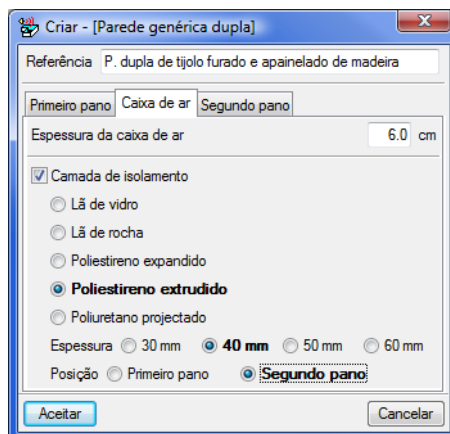 Criar - [Parede genérica dupla]
Referência P. dupla de tijolo furado e apainelado de madeira
Primeiro pano Caixa de ar Segundo pano
Espessura da caixa de ar 6.0 cm
Camada de isolamento
Lã de vidro
Lã de rocha
Poliestireno expandido
Poliestireno extrudido
Poliuretano projectado
Espessura 30 mm 40 mm 50 mm 60 mm
Posição Primeiro pano Segundo pano
Aceitar Cancelar